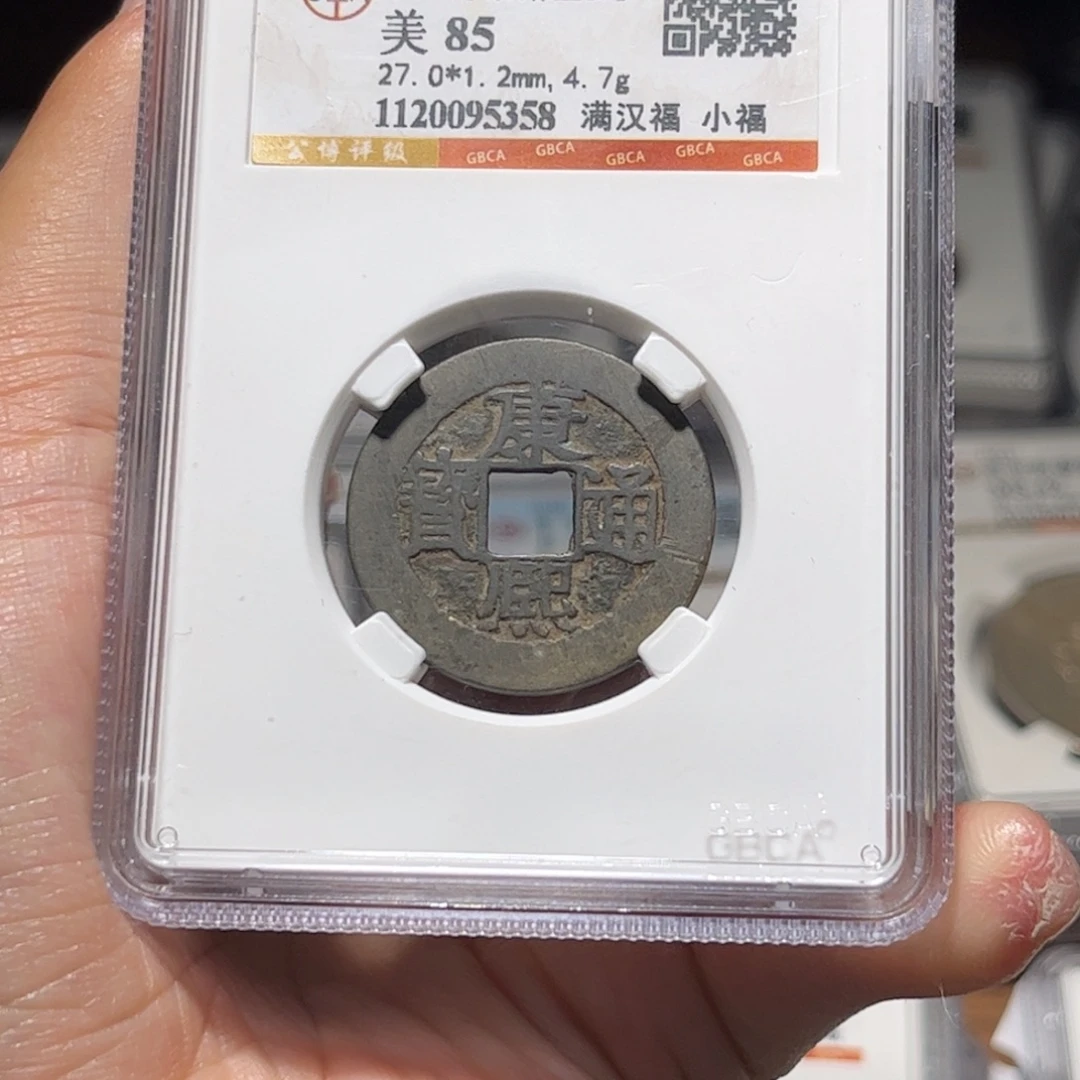 美 85
27.0*1.2mm, 4.7g
1120095358 满汉福 小福
公博评级 GBCA GBCA GBCA GBCA GBCA
康
寶 通
熙
GBCA